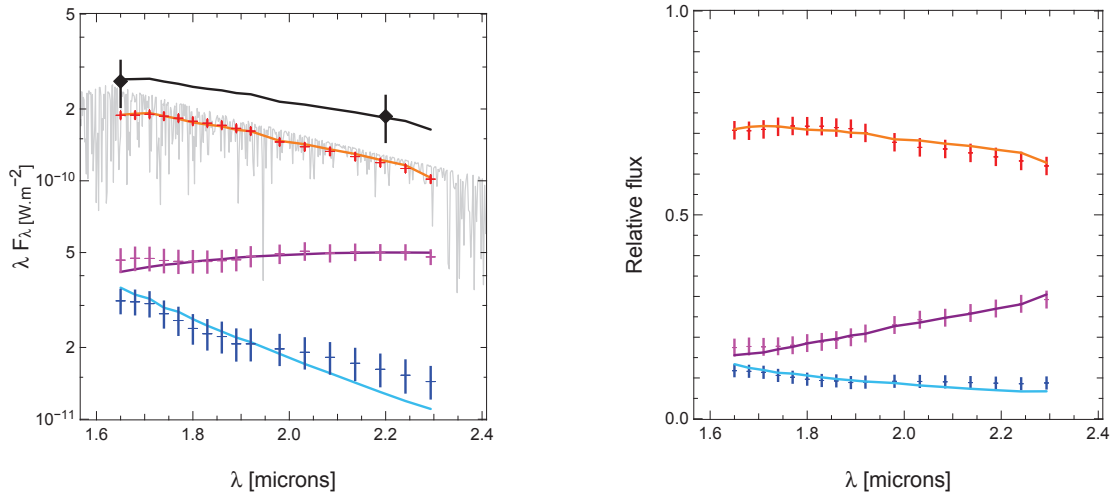 5
2
10⁻¹⁰
5
2
10⁻¹¹
1.6 1.8 2.0 2.2 2.4
λ F_λ [W.m⁻²]
λ [microns]
1.0
0.5
0.0
1.6 1.8 2.0 2.2 2.4
Relative flux
λ [microns]